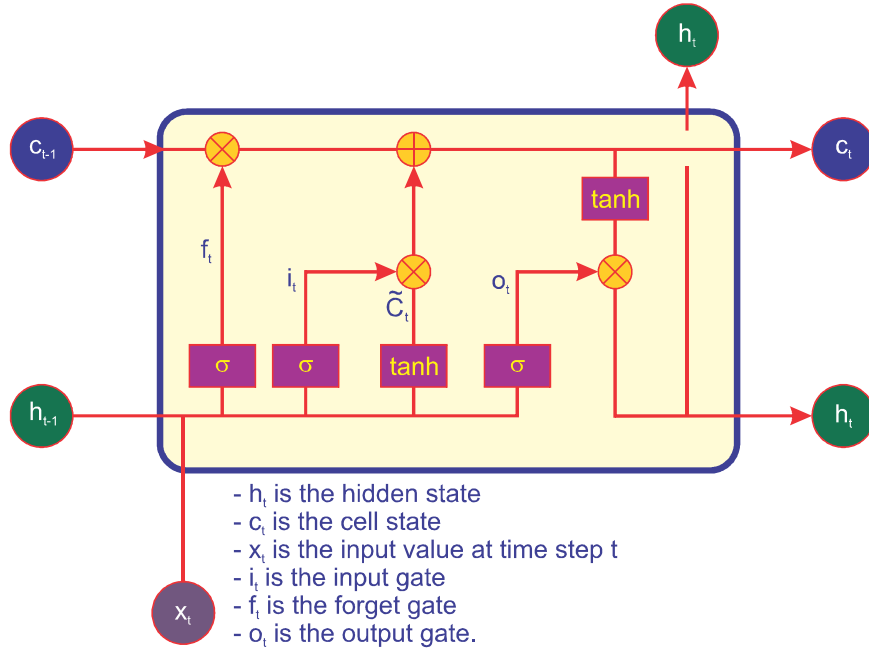 hₜ
cₜ₋₁
cₜ
tanh
fₜ
iₜ
oₜ
C̃ₜ
σ
σ
tanh
σ
hₜ₋₁
hₜ
- hₜ is the hidden state
- cₜ is the cell state
- xₜ is the input value at time step t
- iₜ is the input gate
- fₜ is the forget gate
- oₜ is the output gate.
xₜ